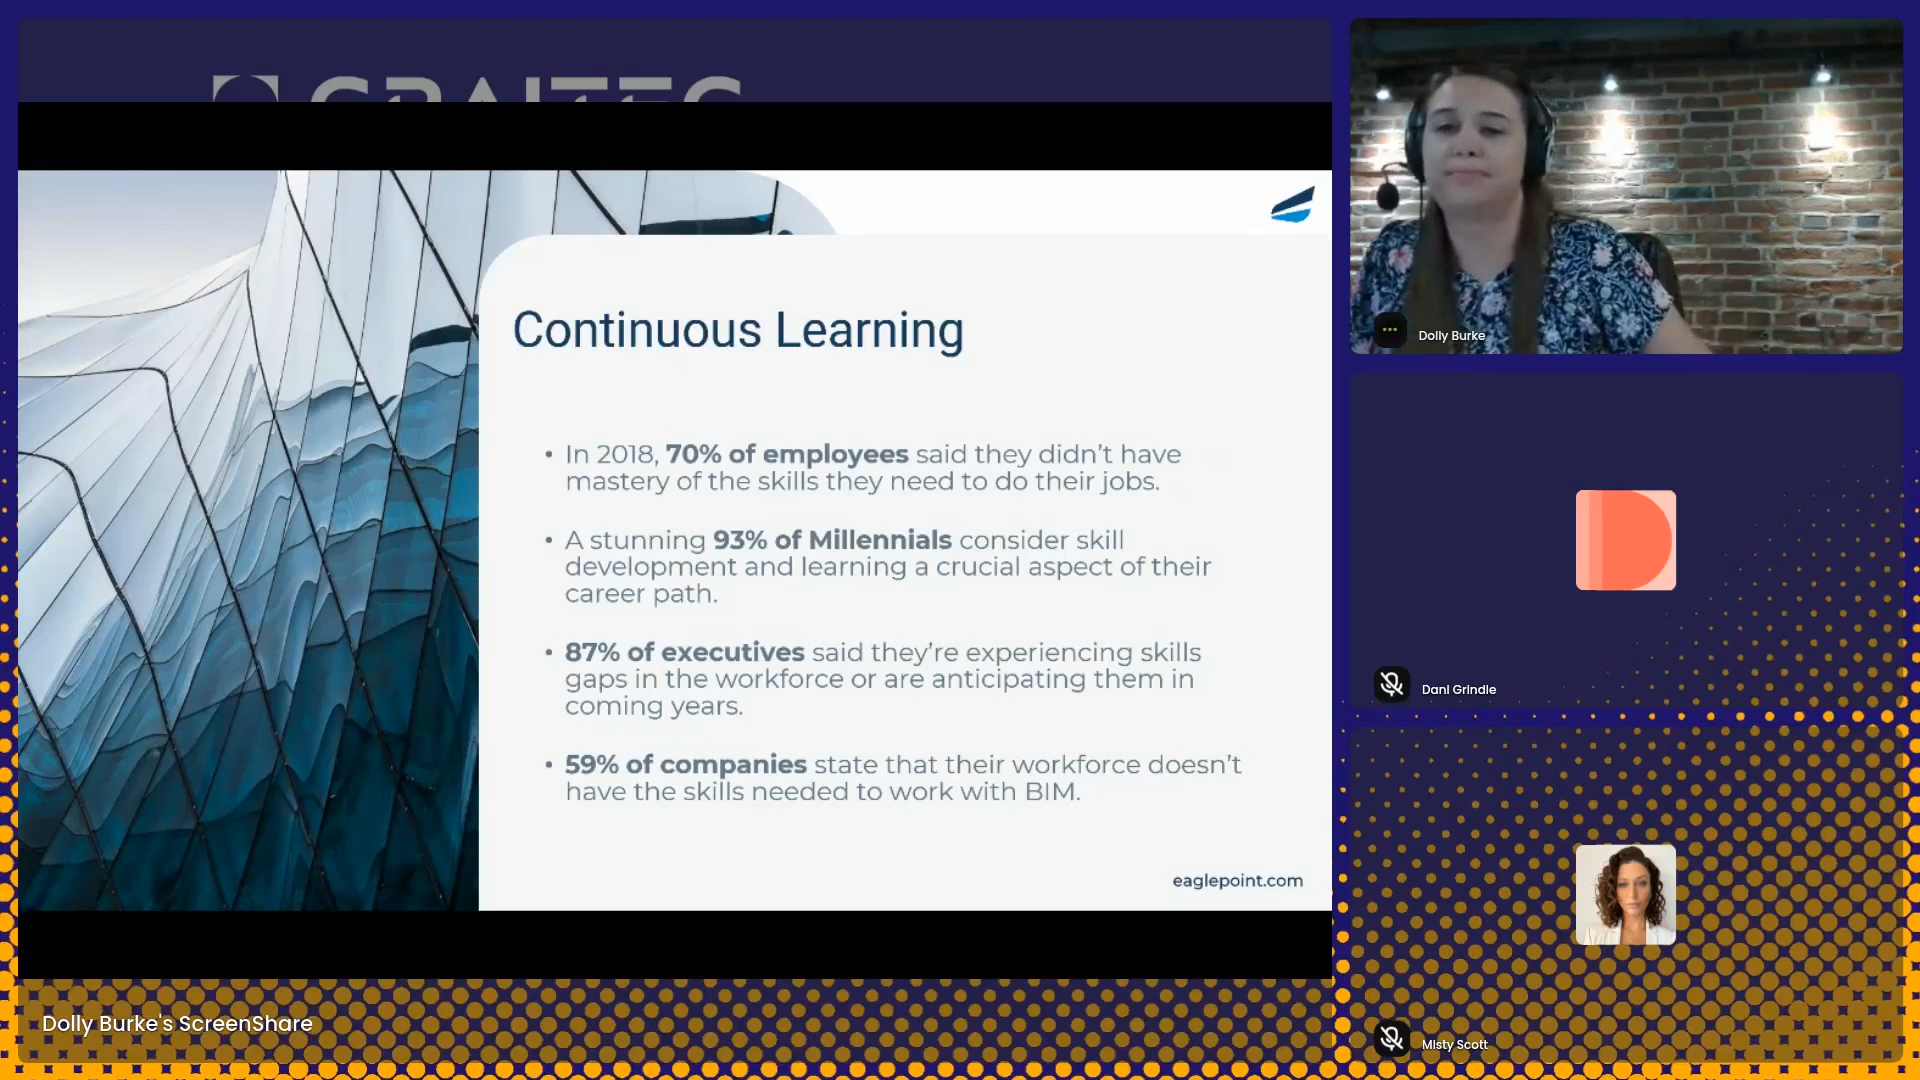 GRAITEC
Continuous Learning
• In 2018, 70% of employees said they didn't have
mastery of the skills they need to do their jobs.
• A stunning 93% of Millennials consider skill
development and learning a crucial aspect of their
career path.
• 87% of executives said they're experiencing skills
gaps in the workforce or are anticipating them in
coming years.
• 59% of companies state that their workforce doesn't
have the skills needed to work with BIM.
eaglepoint.com
Dolly Burke's ScreenShare
Dolly Burke
Dani Grindle
Misty Scott